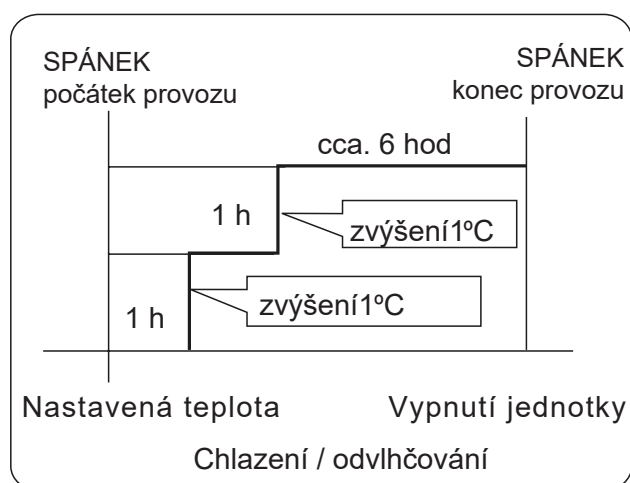 SPÁNEK
počátek provozu
SPÁNEK
konec provozu
cca. 6 hod
1 h
zvýšení1ºC
1 h
zvýšení1ºC
Nastavená teplota
Vypnutí jednotky
Chlazení / odvlhčování